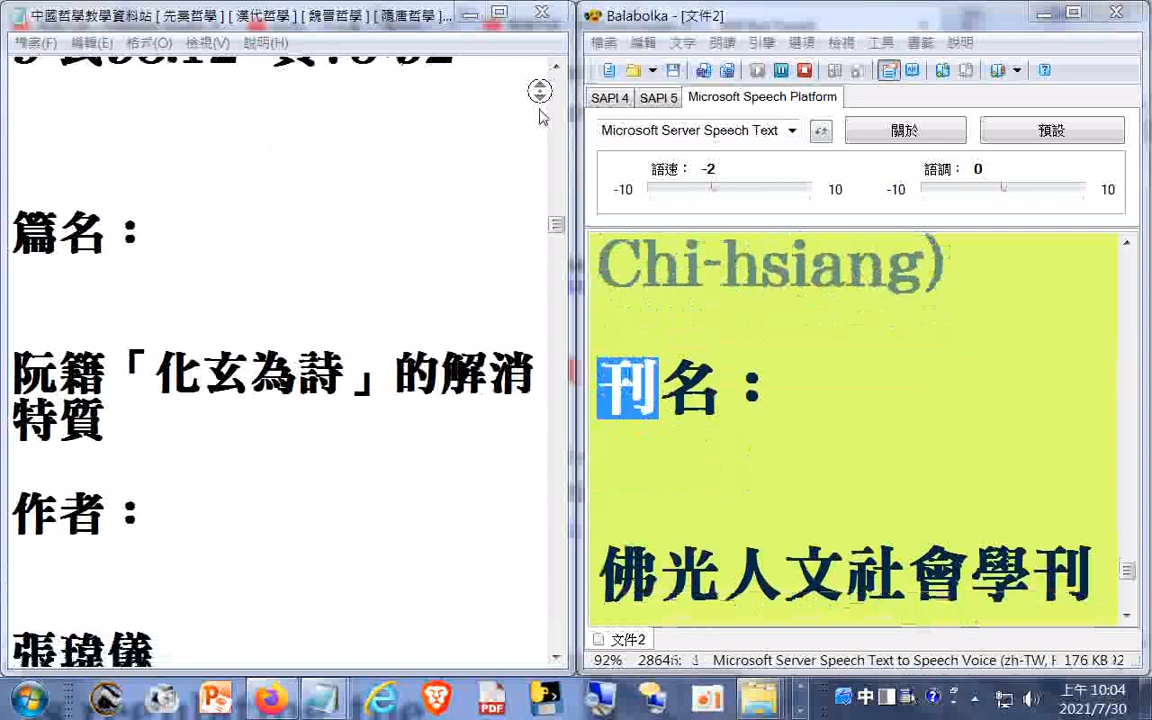 中國哲學教學資料站 [ 先秦哲學 ] [ 漢代哲學 ] [ 魏晉哲學 ] [ 隋唐哲學 ]...
檔案(F) 編輯(E) 格式(O) 檢視(V) 說明(H)
篇名：
阮籍「化玄為詩」的解消
特質
作者：
張瑋儀
Balabolka - [文件2]
檔案 編輯 文字 朗讀 引擎 選項 檢視 工具 書籤 說明
SAPI 4 SAPI 5 Microsoft Speech Platform
Microsoft Server Speech Text 關於 預設
語速： -2 語調： 0
-10 10 -10 10
Chi-hsiang)
刊名：
佛光人文社會學刊
文件2
92% Microsoft Server Speech Text to Speech Voice (zh-TW, 176 KB
中
上午 10:04
2021/7/30